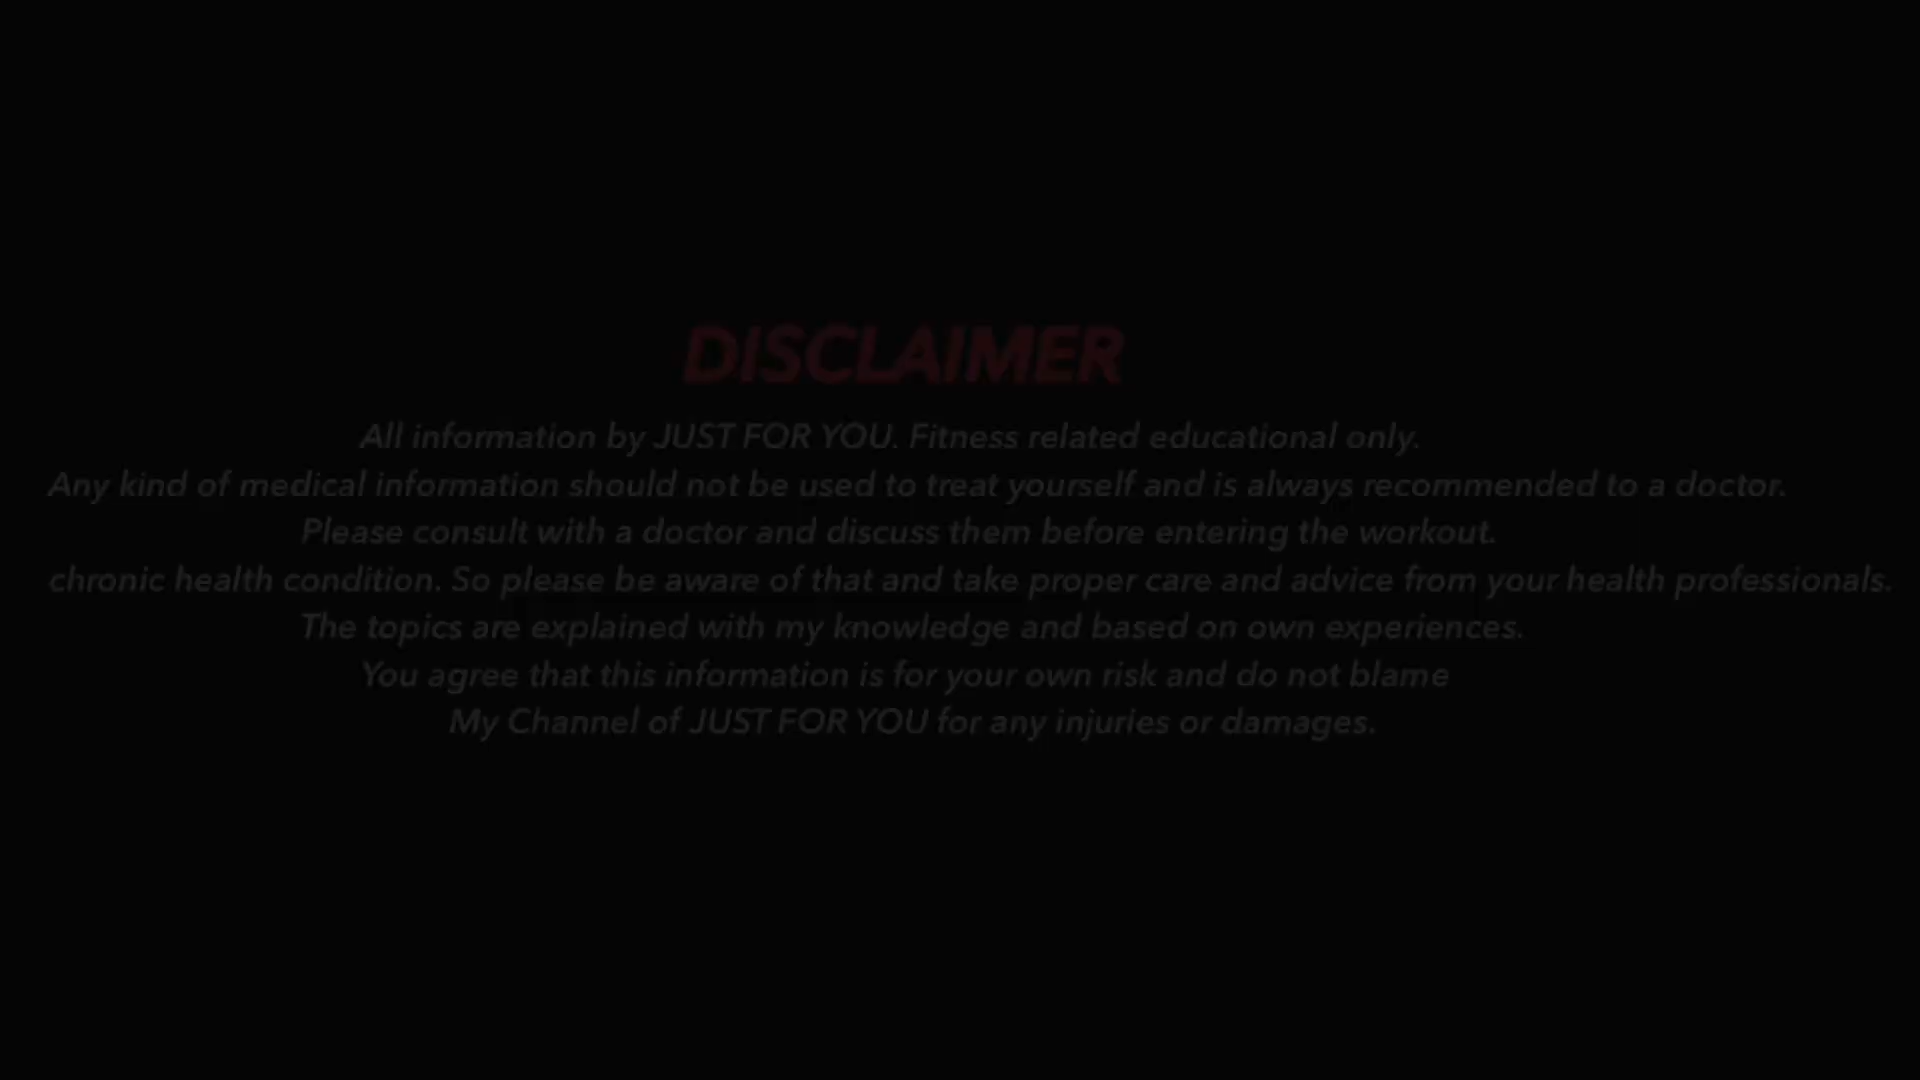 DISCLAIMER
All information by JUST FOR YOU. Fitness related educational only.
Any kind of medical information should not be used to treat yourself and is always recommended to a doctor.
Please consult with a doctor and discuss them before entering the workout.
chronic health condition. So please be aware of that and take proper care and advice from your health professionals.
The topics are explained with my knowledge and based on own experiences.
You agree that this information is for your own risk and do not blame
My Channel of JUST FOR YOU for any injuries or damages.